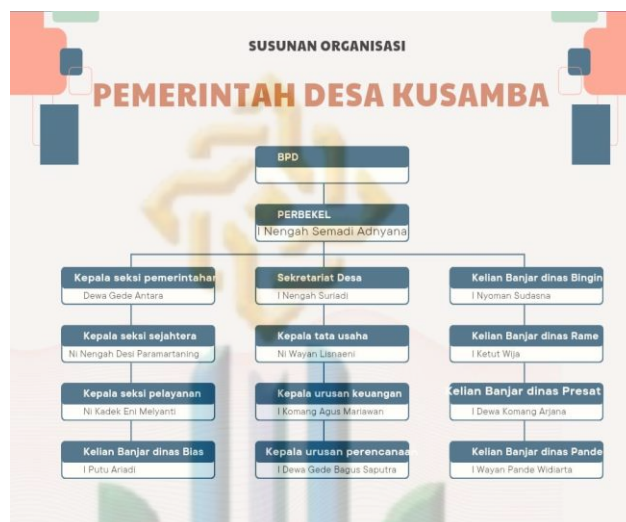 SUSUNAN ORGANISASI
PEMERINTAH DESA KUSAMBA
BPD
PERBEKEL
I Nengah Semadi Adnyana
Kepala seksi pemerintahan
Dewa Gede Antara
Sekretariat Desa
I Nengah Suriadi
Kelian Banjar dinas Bingin
I Nyoman Sudasna
Kepala seksi sejahtera
Ni Nengah Desi Paramartaning
Kepala tata usaha
Ni Wayan Lisnaeni
Kelian Banjar dinas Rame
I Ketut Wija
Kepala seksi pelayanan
Ni Kadek Eni Melyanti
Kepala urusan keuangan
I Komang Agus Mariawan
Kelian Banjar dinas Presat
I Dewa Komang Arjana
Kelian Banjar dinas Bias
I Putu Ariadi
Kepala urusan perencanaan
I Dewa Gede Bagus Saputra
Kelian Banjar dinas Pande
I Wayan Pande Widiarta